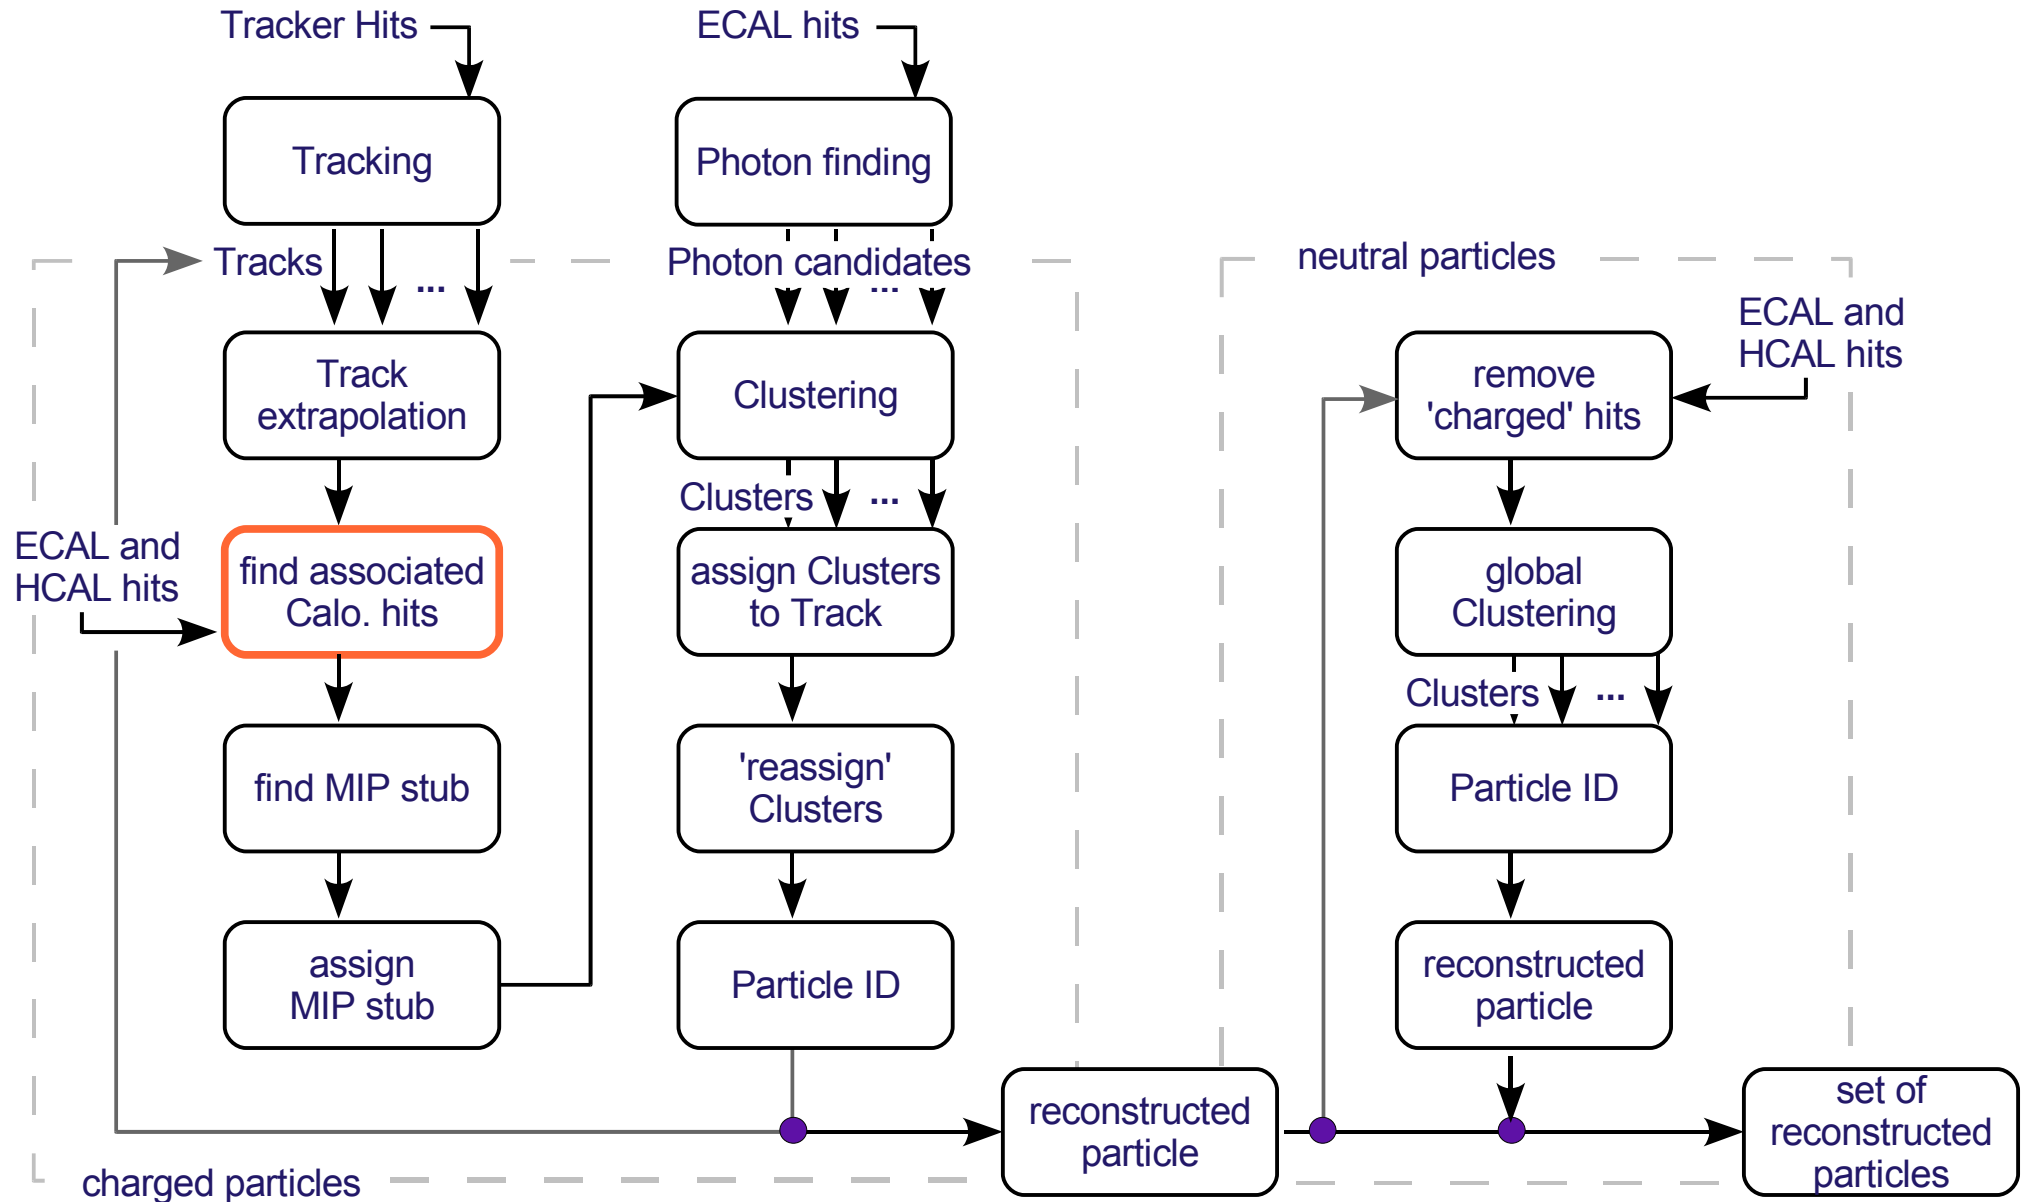 Tracker Hits
ECAL hits
Tracking
Photon finding
Tracks
...
Photon candidates
...
neutral particles
Track
extrapolation
Clustering
remove
'charged' hits
ECAL and
HCAL hits
Clusters
...
ECAL and
HCAL hits
find associated
Calo. hits
assign Clusters
to Track
global
Clustering
Clusters
...
find MIP stub
'reassign'
Clusters
Particle ID
assign
MIP stub
Particle ID
reconstructed
particle
reconstructed
particle
set of
reconstructed
particles
charged particles